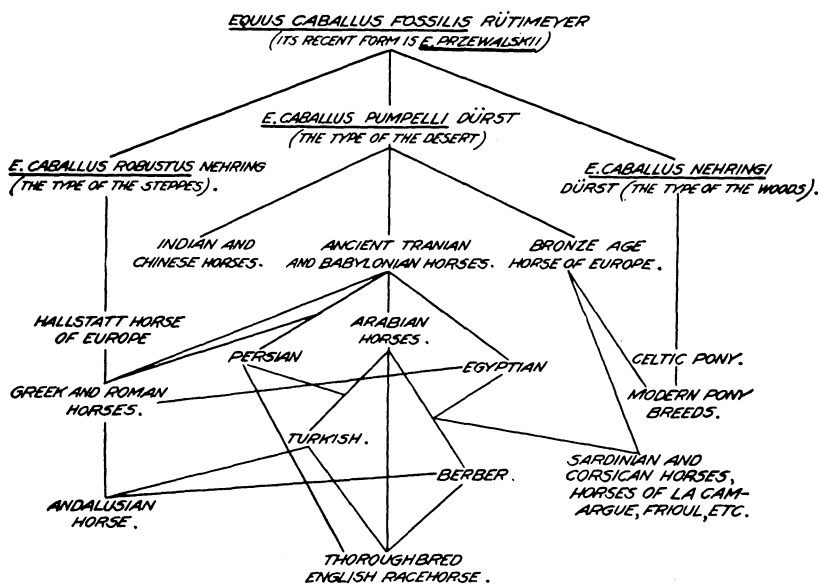 EQUUS CABALLUS FOSSILIS RÜTIMEYER
(ITS RECENT FORM IS E. PRZEWALSKII)
E. CABALLUS PUMPELLI DÜRST
(THE TYPE OF THE DESERT)
E. CABALLUS ROBUSTUS NEHRING
(THE TYPE OF THE STEPPES).
E. CABALLUS NEHRINGI
DÜRST (THE TYPE OF THE WOODS).
INDIAN AND
CHINESE HORSES.
ANCIENT TRANIAN
AND BABYLONIAN HORSES.
BRONZE AGE
HORSE OF EUROPE.
HALLSTATT HORSE
OF EUROPE
ARABIAN
HORSES.
PERSIAN
EGYPTIAN
CELTIC PONY.
GREEK AND ROMAN
HORSES.
MODERN PONY
BREEDS.
TURKISH.
BERBER.
SARDINIAN AND
CORSICAN HORSES,
HORSES OF LA CAM-
ARGUE, FRIOUL, ETC.
ANDALUSIAN
HORSE.
THOROUGHBRED
ENGLISH RACEHORSE.